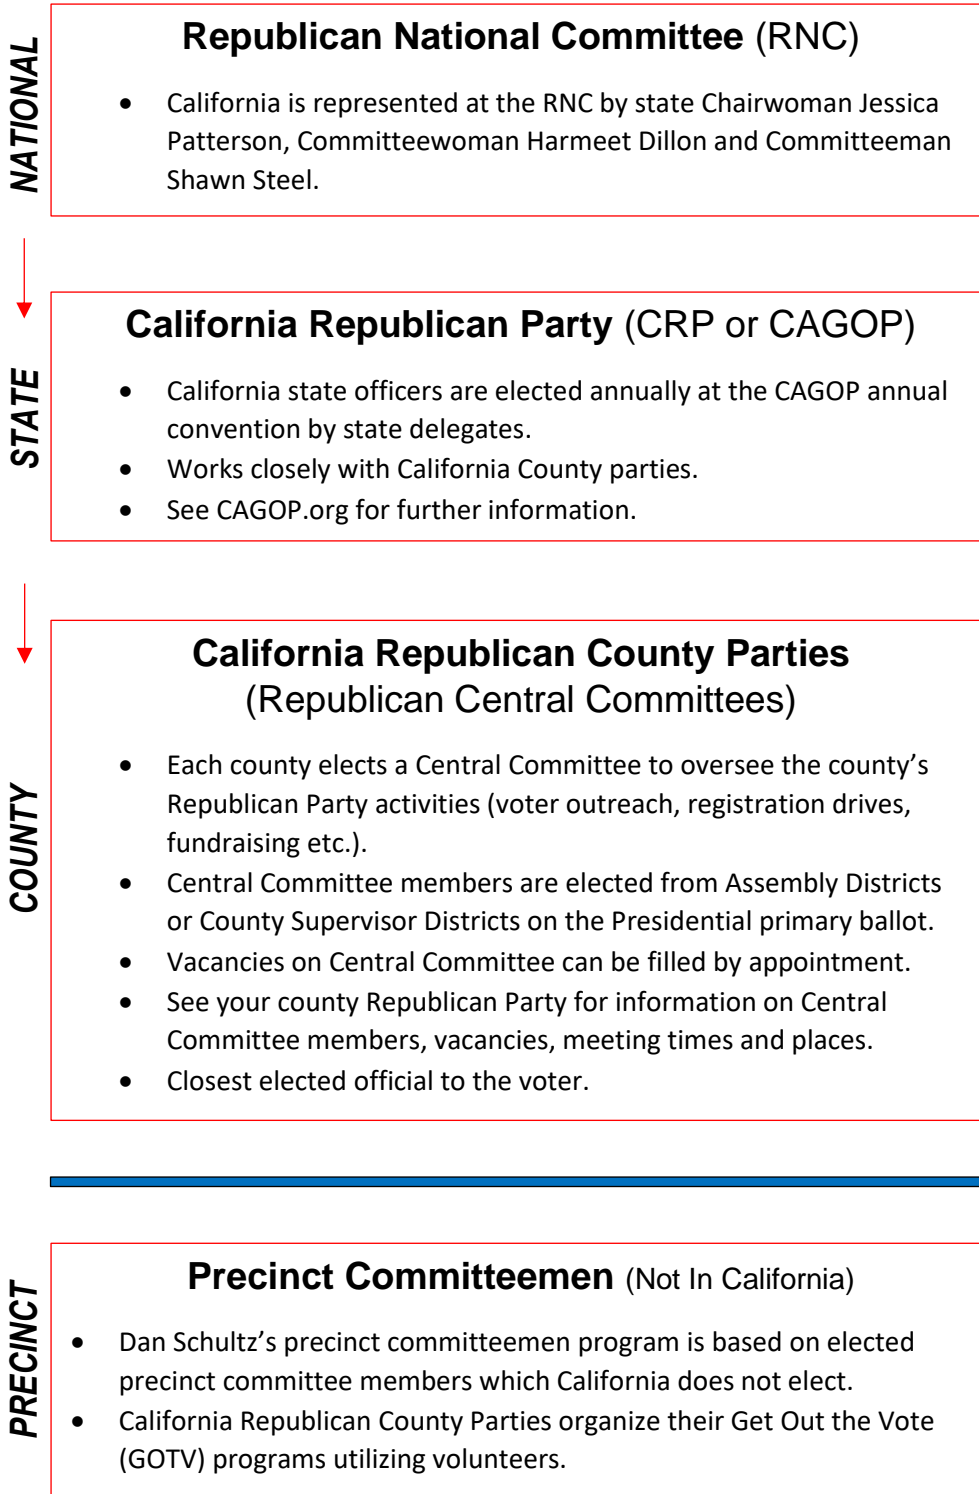 NATIONAL
Republican National Committee (RNC)
• California is represented at the RNC by state Chairwoman Jessica
Patterson, Committeewoman Harmeet Dillon and Committeeman
Shawn Steel.
STATE
California Republican Party (CRP or CAGOP)
• California state officers are elected annually at the CAGOP annual
convention by state delegates.
• Works closely with California County parties.
• See CAGOP.org for further information.
COUNTY
California Republican County Parties
(Republican Central Committees)
• Each county elects a Central Committee to oversee the county’s
Republican Party activities (voter outreach, registration drives,
fundraising etc.).
• Central Committee members are elected from Assembly Districts
or County Supervisor Districts on the Presidential primary ballot.
• Vacancies on Central Committee can be filled by appointment.
• See your county Republican Party for information on Central
Committee members, vacancies, meeting times and places.
• Closest elected official to the voter.
PRECINCT
Precinct Committeemen (Not In California)
• Dan Schultz’s precinct committeemen program is based on elected
precinct committee members which California does not elect.
• California Republican County Parties organize their Get Out the Vote
(GOTV) programs utilizing volunteers.